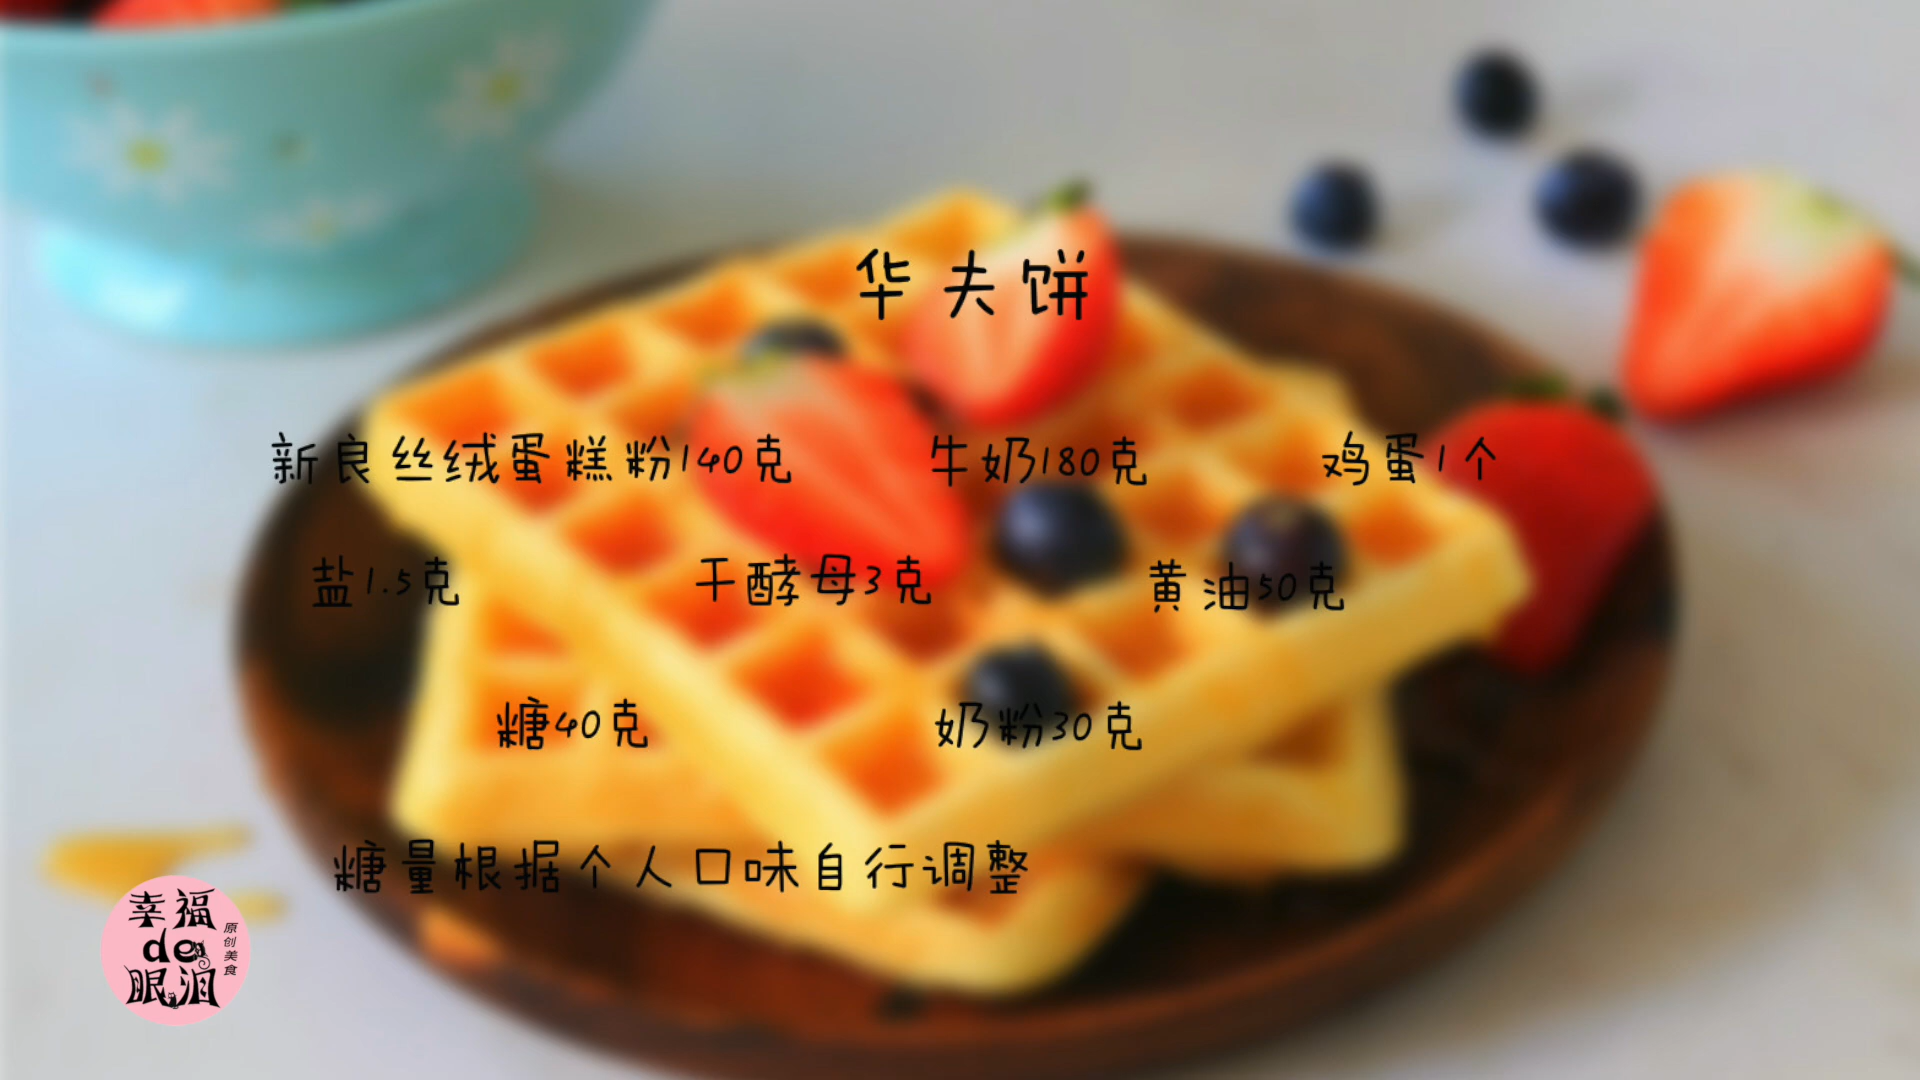 华夫饼
新良丝绒蛋糕粉140克 牛奶180克 鸡蛋1个
盐1.5克 干酵母3克 黄油50克
糖40克 奶粉30克
糖量根据个人口味自行调整
幸福
de
眼泪
原创美食